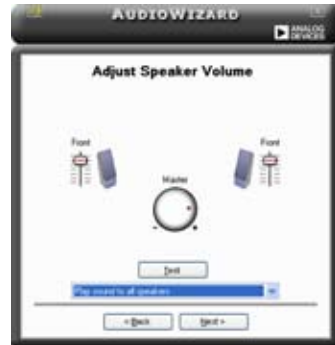 AUDIOWIZARD
ANALOG
DEVICES
Adjust Speaker Volume
Front
Front
Master
- +
Test
Play sound to all speakers
< Back
Next >